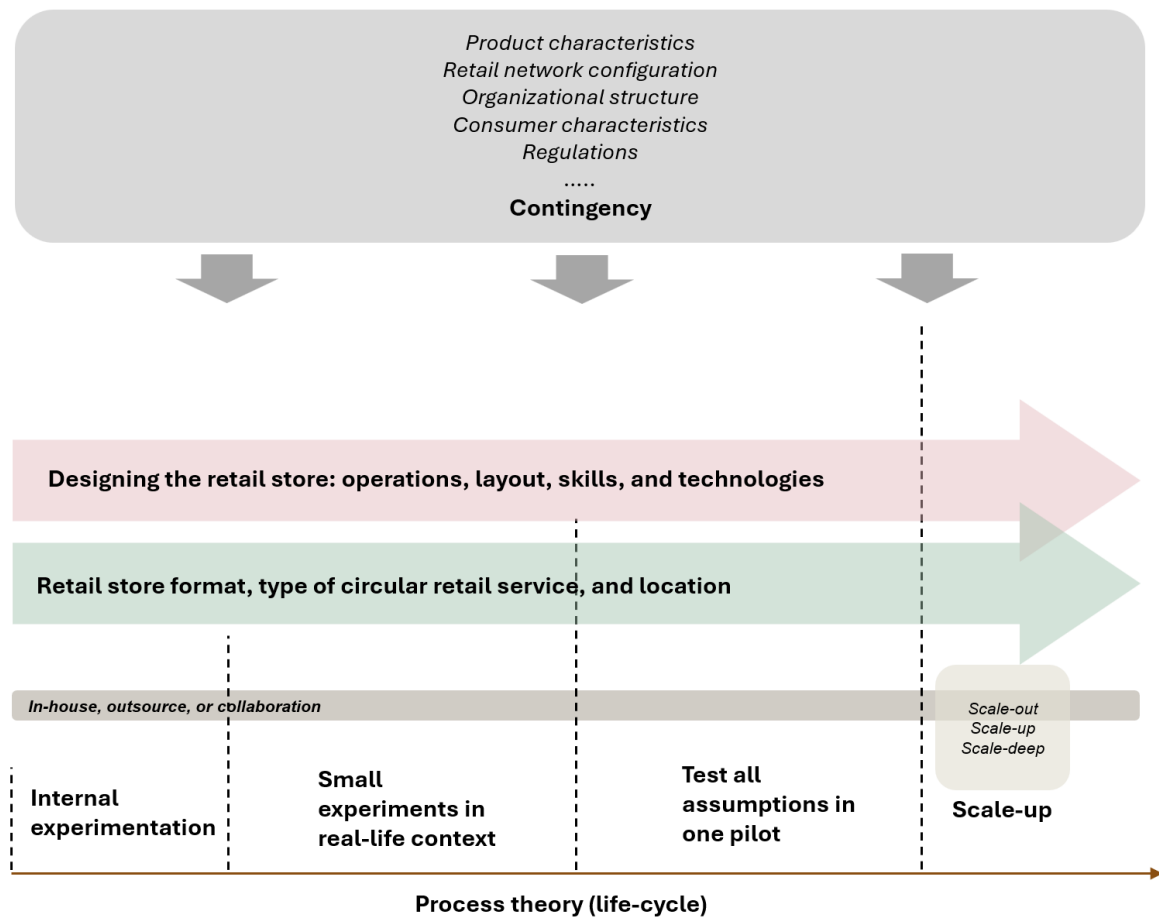 Product characteristics
Retail network configuration
Organizational structure
Consumer characteristics
Regulations
.....
Contingency
Designing the retail store: operations, layout, skills, and technologies
Retail store format, type of circular retail service, and location
In-house, outsource, or collaboration
Scale-out
Scale-up
Scale-deep
Internal
experimentation
Small
experiments in
real-life context
Test all
assumptions in
one pilot
Scale-up
Process theory (life-cycle)